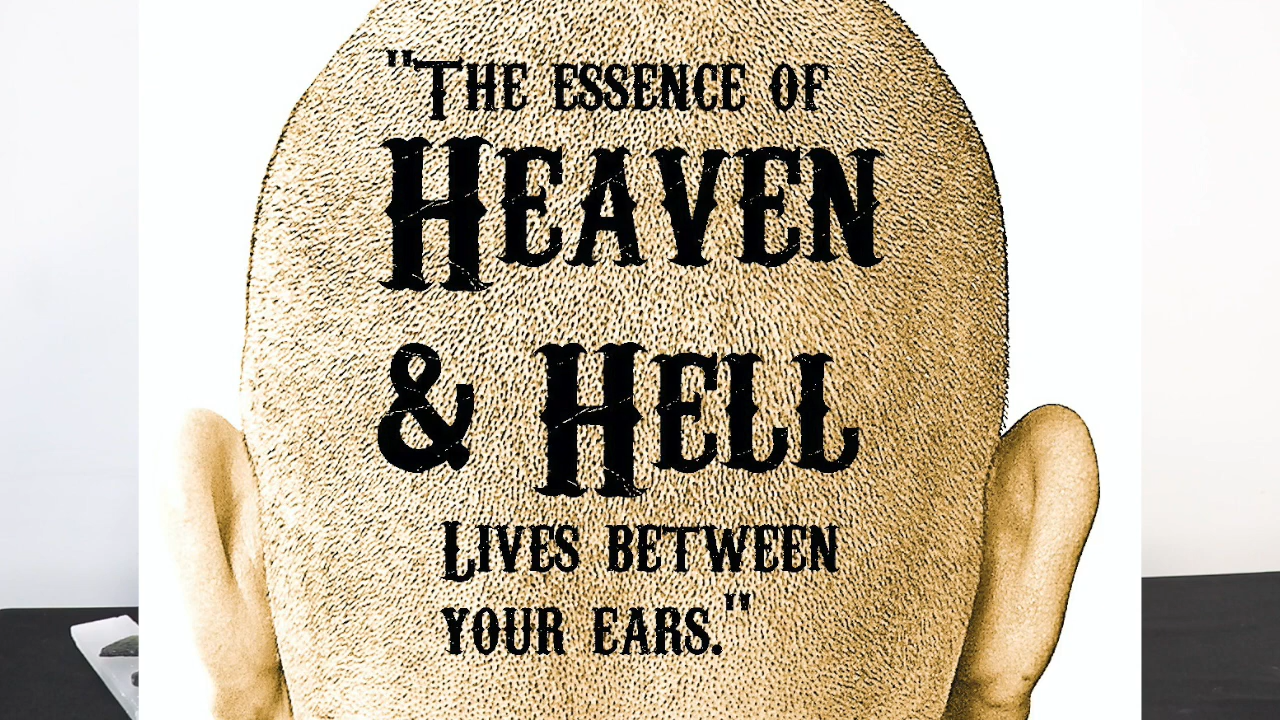 "The essence of
Heaven
& Hell
Lives between
your ears."